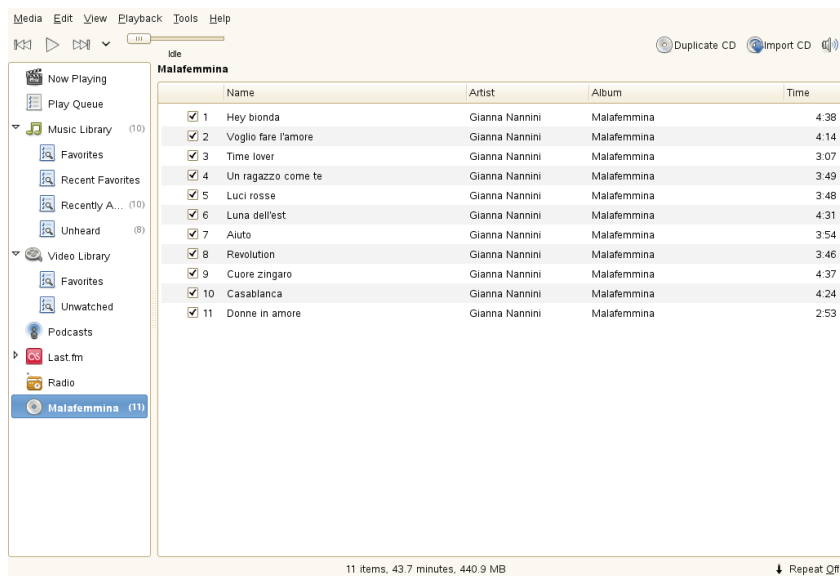 Media Edit View Playback Tools Help
Idle
Duplicate CD Import CD
Now Playing
Play Queue
Music Library (10)
Favorites
Recent Favorites
Recently A... (10)
Unheard (8)
Video Library
Favorites
Unwatched
Podcasts
Last.fm
Radio
Malafemmina (11)
Malafemmina
Name Artist Album Time
1 Hey bionda Gianna Nannini Malafemmina 4:38
2 Voglio fare l'amore Gianna Nannini Malafemmina 4:14
3 Time lover Gianna Nannini Malafemmina 3:07
4 Un ragazzo come te Gianna Nannini Malafemmina 3:49
5 Luci rosse Gianna Nannini Malafemmina 3:48
6 Luna dell'est Gianna Nannini Malafemmina 4:31
7 Aiuto Gianna Nannini Malafemmina 3:54
8 Revolution Gianna Nannini Malafemmina 3:46
9 Cuore zingaro Gianna Nannini Malafemmina 4:37
10 Casablanca Gianna Nannini Malafemmina 4:24
11 Donne in amore Gianna Nannini Malafemmina 2:53
11 items, 43.7 minutes, 440.9 MB
Repeat Off